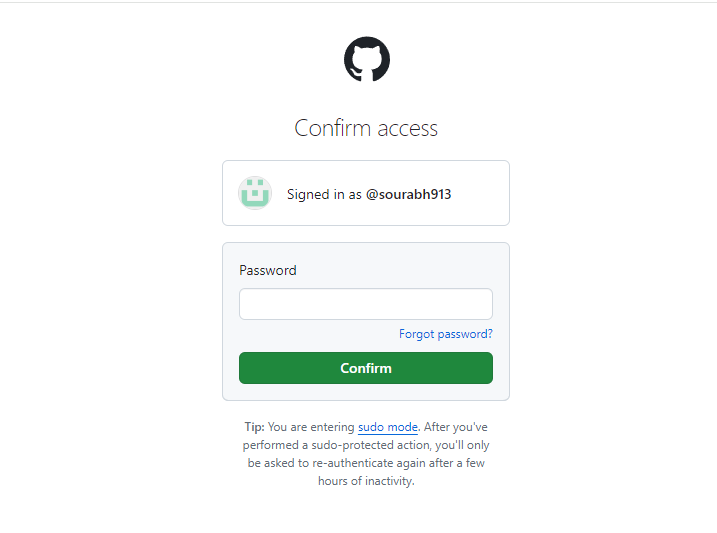 Confirm access
Signed in as @sourabh913
Password
Forgot password?
Confirm
Tip: You are entering sudo mode. After you've
performed a sudo-protected action, you'll only
be asked to re-authenticate again after a few
hours of inactivity.